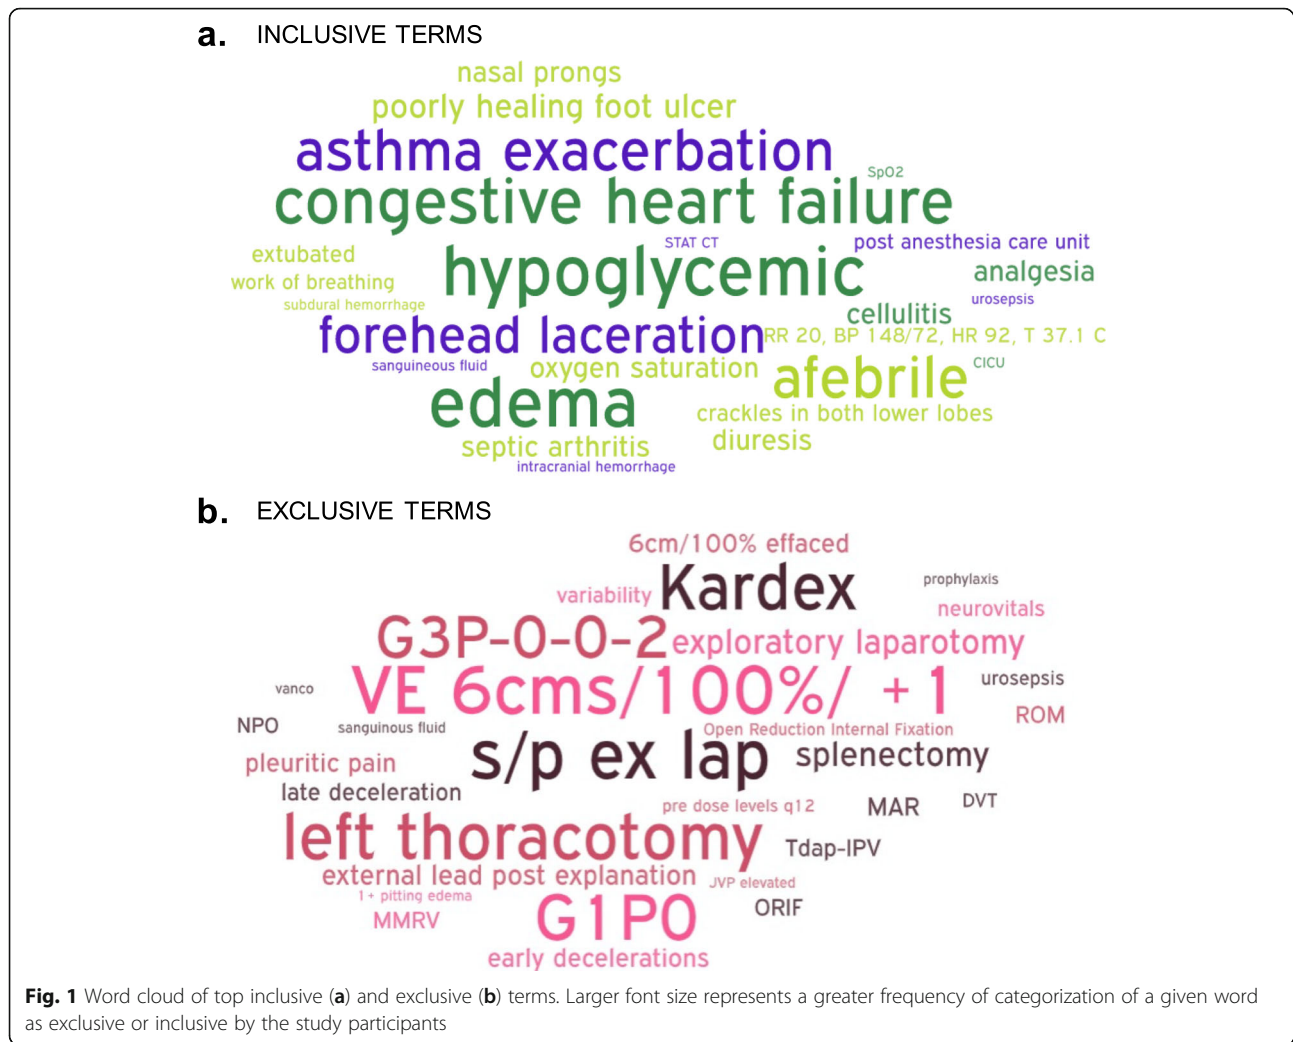 a. INCLUSIVE TERMS
nasal prongs
poorly healing foot ulcer
asthma exacerbation
SpO2
congestive heart failure
STAT CT
post anesthesia care unit
extubated
hypoglycemic
analgesia
work of breathing
urosepsis
subdural hemorrhage
cellulitis
forehead laceration
RR 20, BP 148/72, HR 92, T 37.1 C
sanguineous fluid
oxygen saturation
afebrile
CICU
edema
crackles in both lower lobes
septic arthritis
diuresis
intracranial hemorrhage
b. EXCLUSIVE TERMS
6cm/100% effaced
variability
Kardex
prophylaxis
neurovitals
G3P-0-0-2
exploratory laparotomy
vanco
VE 6cms/100%/ +1
urosepsis
NPO
sanguinous fluid
Open Reduction Internal Fixation
ROM
pleuritic pain
s/p ex lap
splenectomy
late deceleration
pre dose levels q12
MAR
DVT
left thoracotomy
Tdap-IPV
external lead post explanation
JVP elevated
1+ pitting edema
MMRV
G1P0
ORIF
early decelerations
Fig. 1 Word cloud of top inclusive (a) and exclusive (b) terms. Larger font size represents a greater frequency of categorization of a given word
as exclusive or inclusive by the study participants